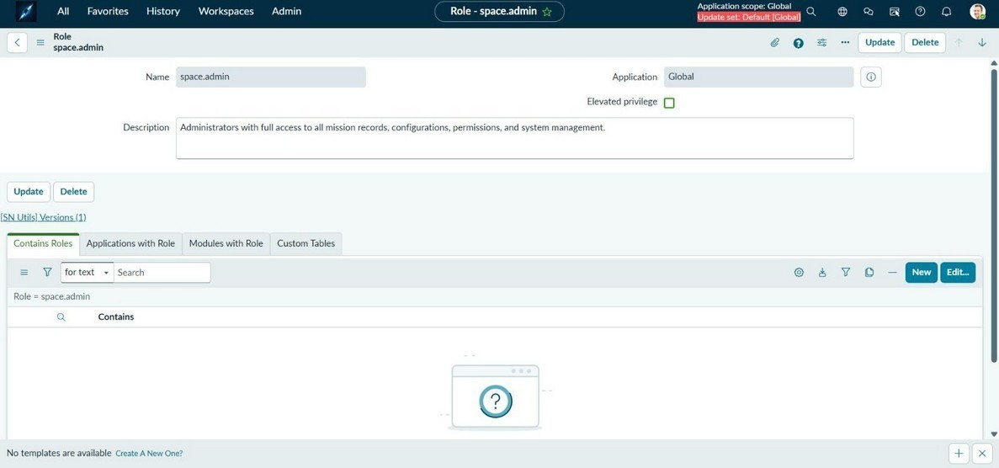 All Favorites History Workspaces Admin Role - space.admin Application scope: Global
Update set: Default [Global]
Role
space.admin
Update Delete
Name space.admin Application Global
Elevated privilege
Description Administrators with full access to all mission records, configurations, permissions, and system management.
Update Delete
[SN Utils] Versions (1)
Contains Roles Applications with Role Modules with Role Custom Tables
for text Search New Edit...
Role = space.admin
Contains
No templates are available Create A New One?